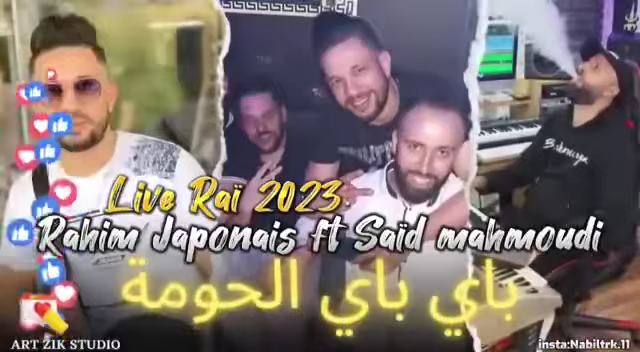 Live Raï 2023
Rahim Japonais ft Saïd mahmoudi
باي باي الحومة
ART ZIK STUDIO
insta:Nabiltrk.11